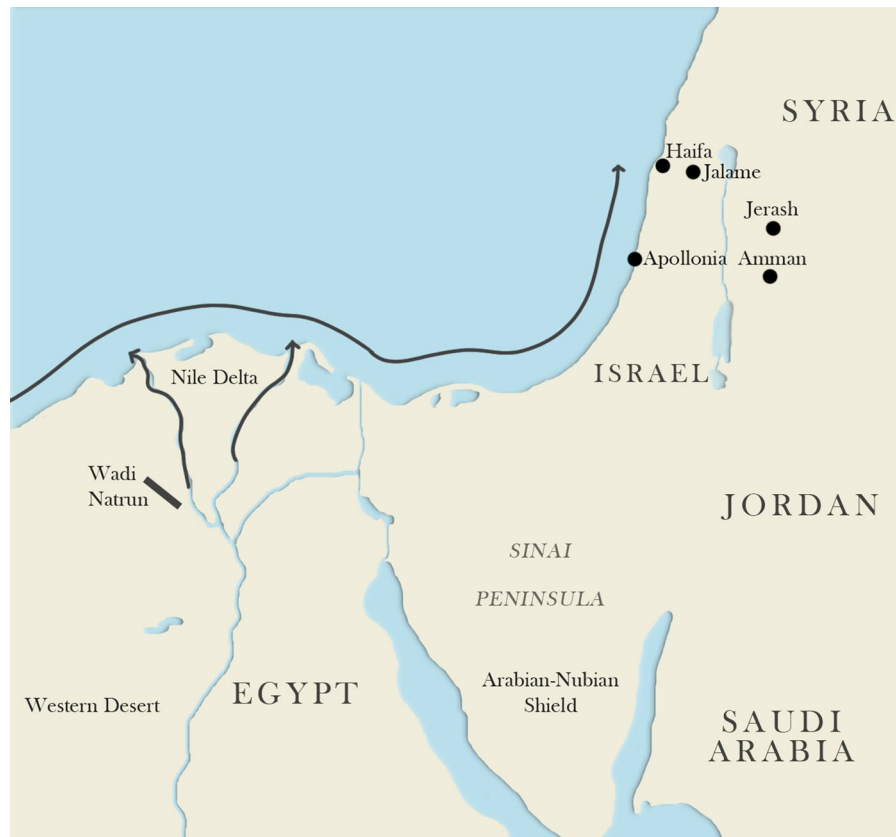 SYRIA
Haifa
Jalame
Jerash
Apollonia
Amman
Nile Delta
ISRAEL
Wadi
Natrun
JORDAN
SINAI
PENINSULA
Arabian-Nubian
Shield
EGYPT
Western Desert
SAUDI
ARABIA